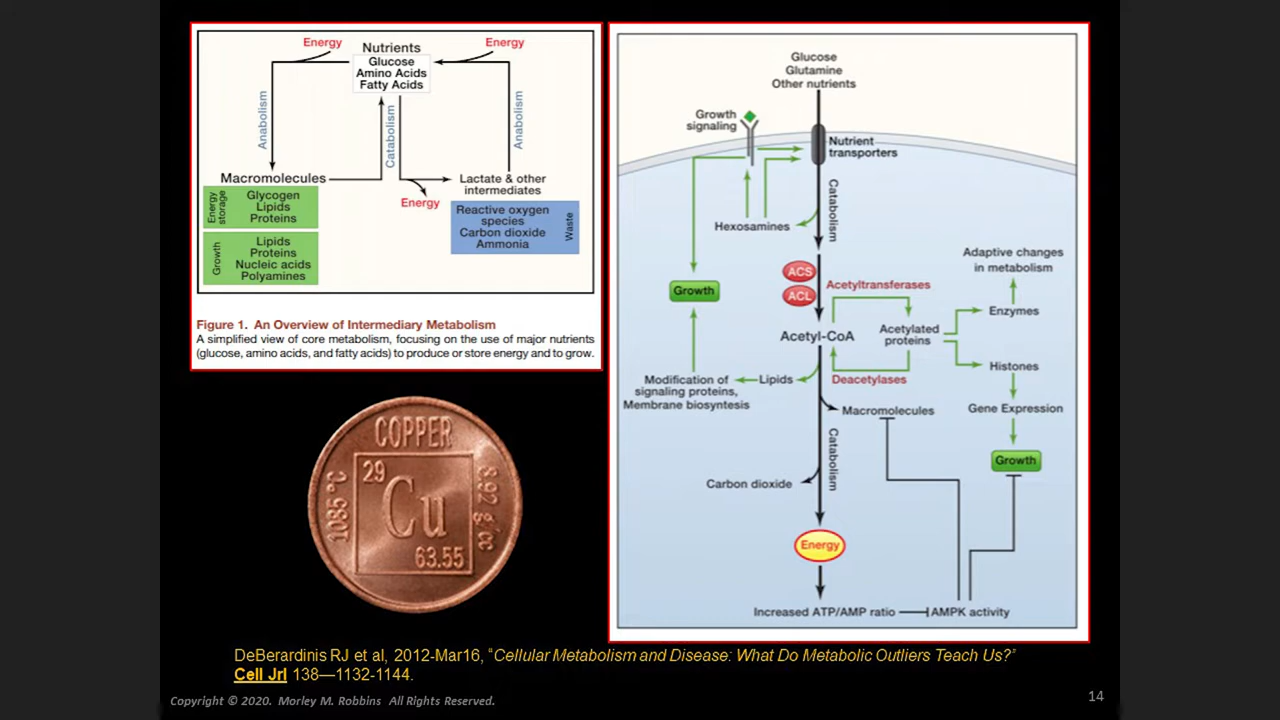 Energy
Nutrients
Energy
Glucose
Amino Acids
Fatty Acids
Anabolism
Catabolism
Anabolism
Macromolecules
Energy
storage
Glycogen
Lipids
Proteins
Growth
Lipids
Proteins
Nucleic acids
Polyamines
Energy
Lactate & other
intermediates
Reactive oxygen
species
Carbon dioxide
Ammonia
Waste
Figure 1. An Overview of Intermediary Metabolism
A simplified view of core metabolism, focusing on the use of major nutrients
(glucose, amino acids, and fatty acids) to produce or store energy and to grow.
COPPER
29
Cu
63.55
1085 °C
8.92 g/cc
Glucose
Glutamine
Other nutrients
Growth
signaling
Nutrient
transporters
Catabolism
Hexosamines
ACS
ACL
Acetyltransferases
Growth
Acetyl-CoA
Acetylated
proteins
Deacetylases
Adaptive changes
in metabolism
Enzymes
Histones
Gene Expression
Growth
Modification of
signaling proteins,
Membrane biosyntesis
Lipids
Macromolecules
Catabolism
Carbon dioxide
Energy
Increased ATP/AMP ratio
AMPK activity
DeBerardinis RJ et al, 2012-Mar16, “Cellular Metabolism and Disease: What Do Metabolic Outliers Teach Us?”
Cell Jrl 138—1132-1144.
Copyright © 2020. Morley M. Robbins All Rights Reserved.
14